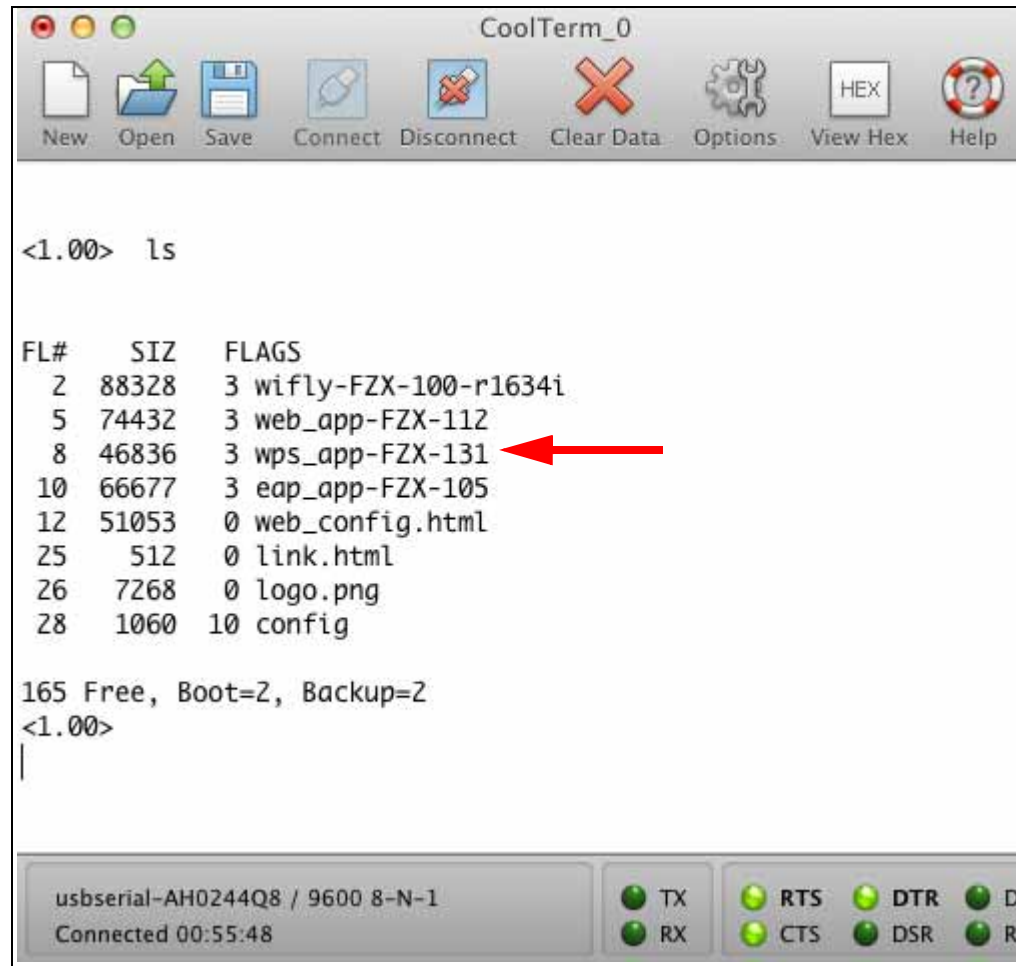 CoolTerm_0
New Open Save Connect Disconnect Clear Data Options HEX View Hex Help
<1.00> ls
FL# SIZ FLAGS
2 88328 3 wifly-FZX-100-r1634i
5 74432 3 web_app-FZX-112
8 46836 3 wps_app-FZX-131
10 66677 3 eap_app-FZX-105
12 51053 0 web_config.html
25 512 0 link.html
26 7268 0 logo.png
28 1060 10 config
165 Free, Boot=2, Backup=2
<1.00>
usbserial-AH0244Q8 / 9600 8-N-1
Connected 00:55:48
TX RTS DTR D
RX CTS DSR R